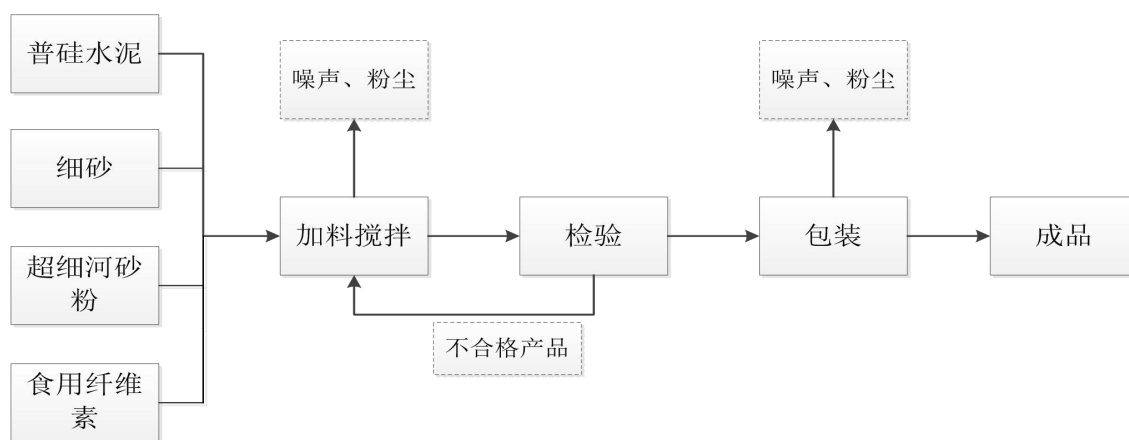 普硅水泥
噪声、粉尘
噪声、粉尘
细砂
加料搅拌
检验
包装
成品
超细河砂
粉
不合格产品
食用纤维
素